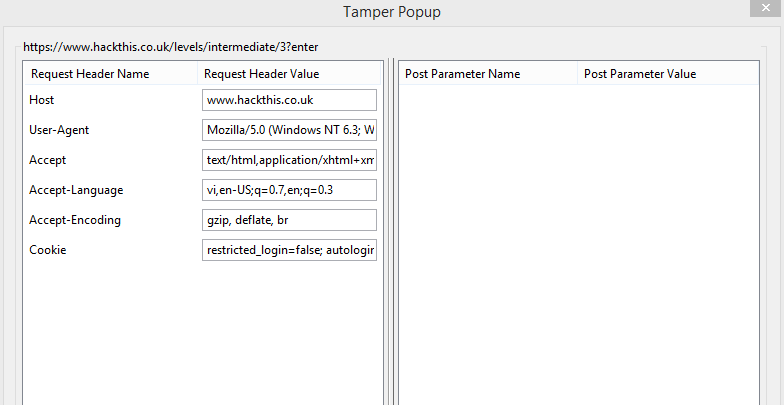 Tamper Popup
https://www.hackthis.co.uk/levels/intermediate/3?enter
Request Header Name Request Header Value Post Parameter Name Post Parameter Value
Host www.hackthis.co.uk
User-Agent Mozilla/5.0 (Windows NT 6.3; W
Accept text/html,application/xhtml+xm
Accept-Language vi,en-US;q=0.7,en;q=0.3
Accept-Encoding gzip, deflate, br
Cookie restricted_login=false; autologin